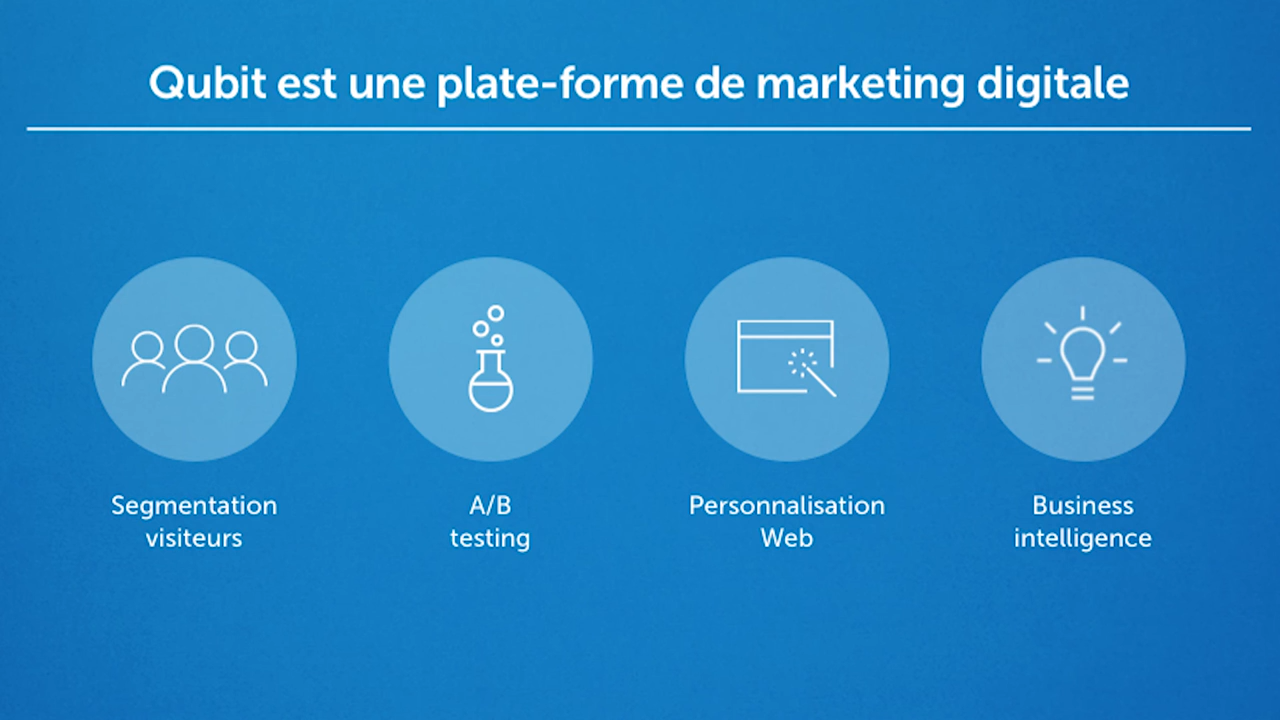 Qubit est une plate-forme de marketing digitale
Segmentation
visiteurs
A/B
testing
Personnalisation
Web
Business
intelligence